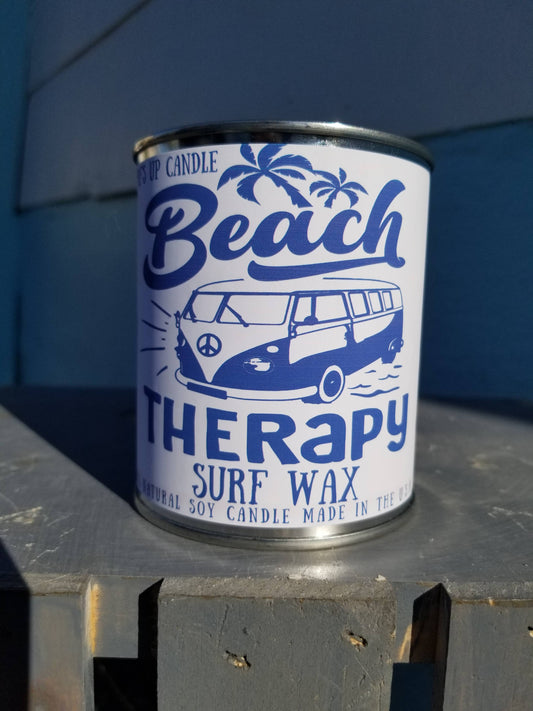 UP CANDLE
Beach
THERapy
SURF WAX
NATURAL SOY CANDLE MADE IN THE U.S